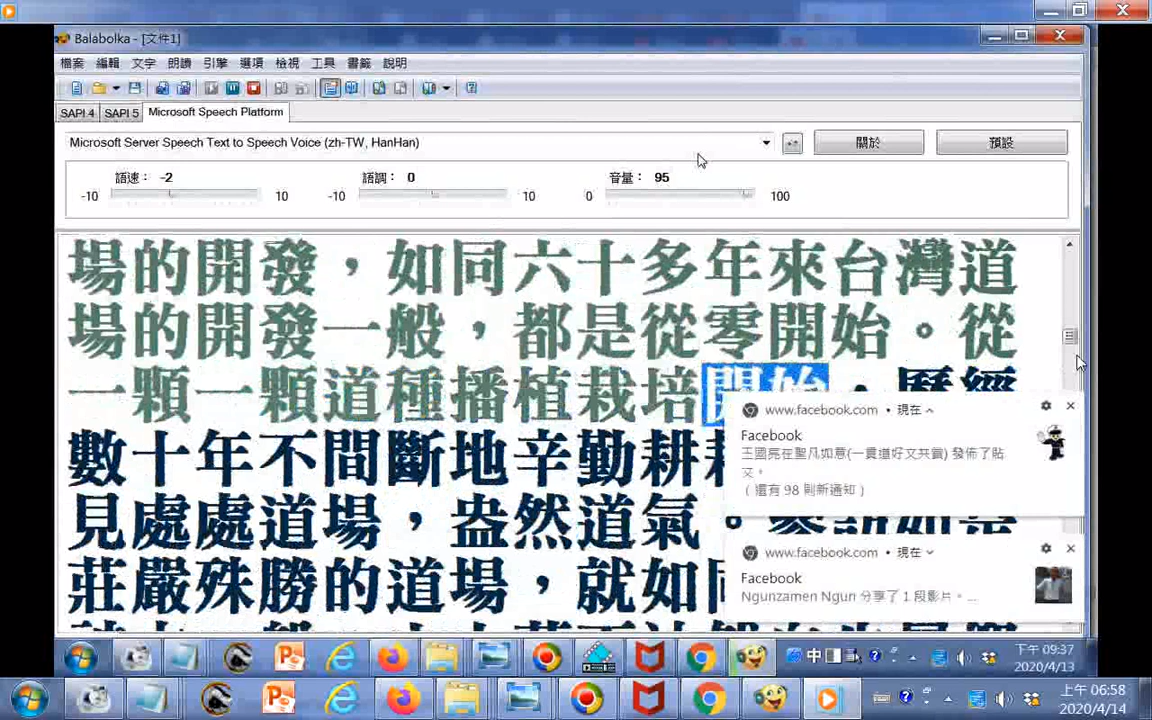 Balabolka - [文件1]
檔案 編輯 文字 朗讀 引擎 選項 檢視 工具 書籤 說明
SAPI 4 SAPI 5 Microsoft Speech Platform
Microsoft Server Speech Text to Speech Voice (zh-TW, HanHan) 關於 預設
語速： -2 語調： 0 音量： 95
-10 10 -10 10 0 100
場的開發，如同六十多年來台灣道
場的開發一般，都是從零開始。從
一顆一顆道種播植栽培開始，歷經
數十年不間斷地辛勤耕
見處處道場，盎然道氣。
莊嚴殊勝的道場，就如同
www.facebook.com • 現在
Facebook
王國亮在聖凡如意(一貫道好文共賞) 發佈了貼
文。
（還有 98 則新通知）
www.facebook.com • 現在
Facebook
Ngunzamen Ngun 分享了 1 段影片。...
中
下午 09:37
2020/4/13
上午 06:58
2020/4/14